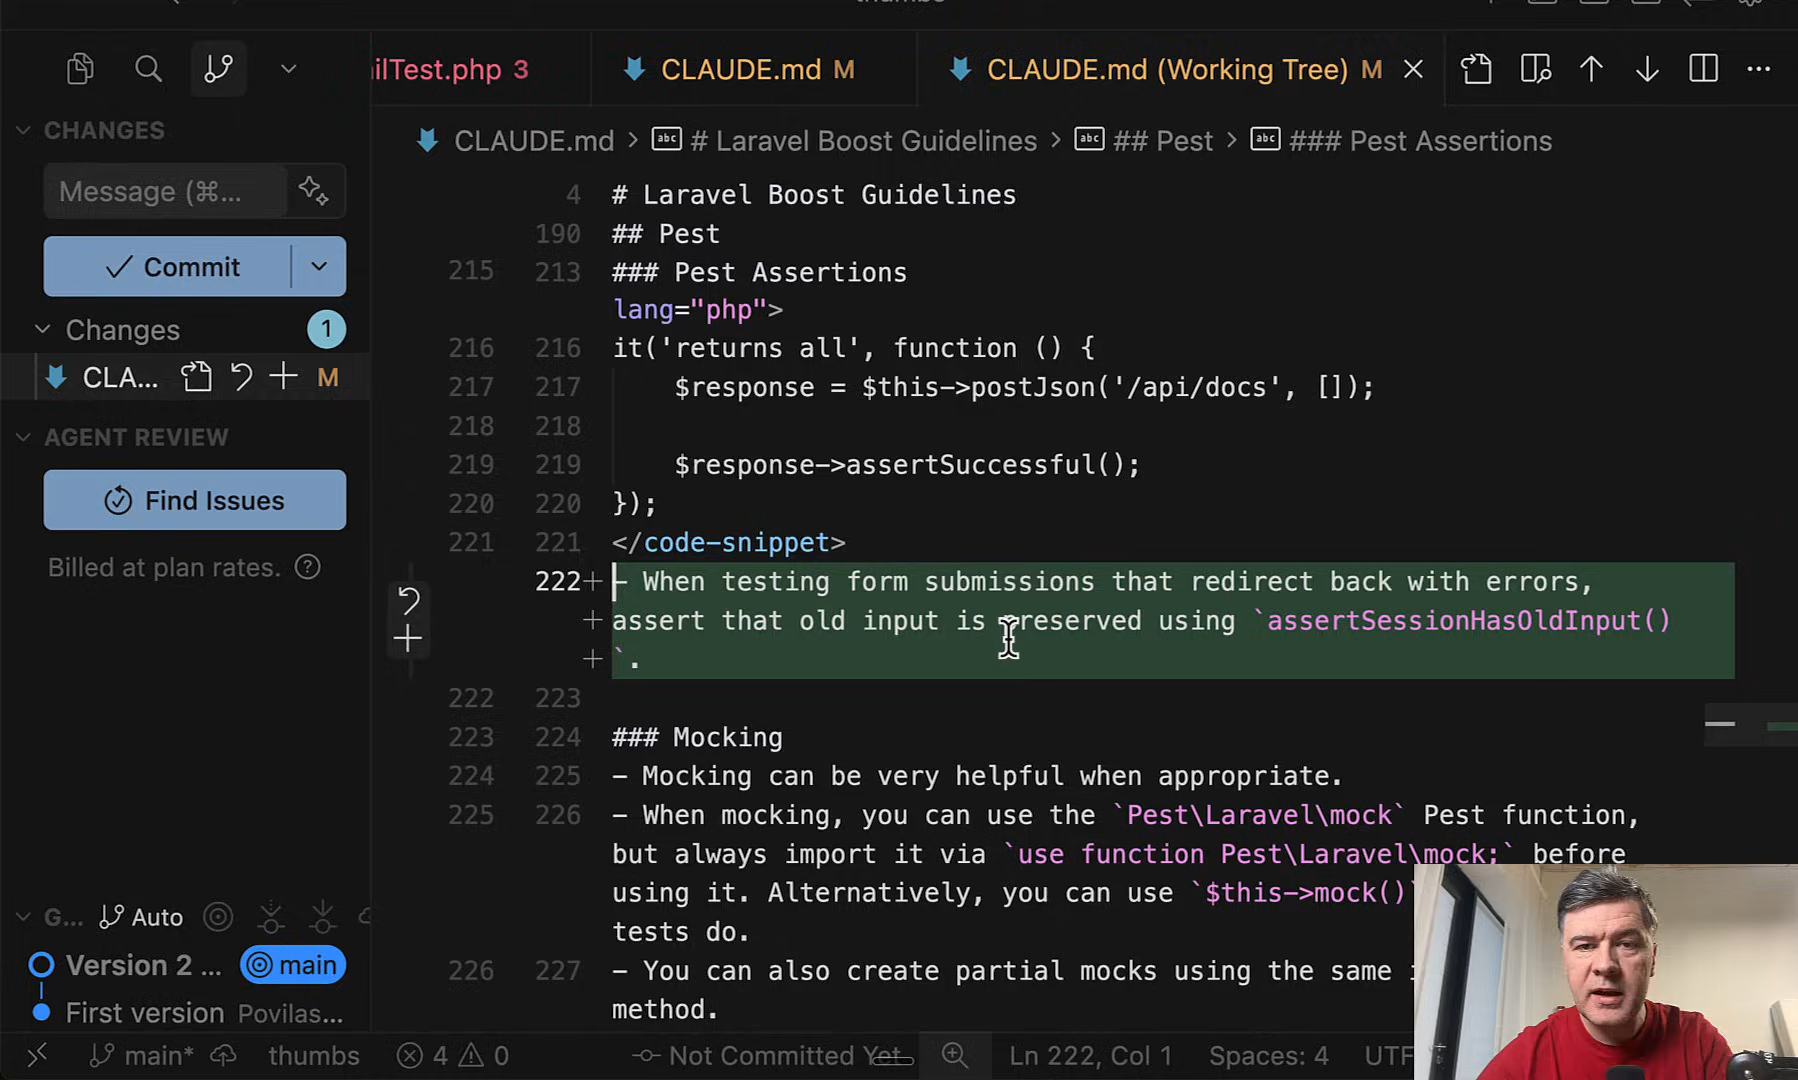 thumbs
ilTest.php 3
CLAUDE.md M
CLAUDE.md (Working Tree) M
CHANGES
CLAUDE.md > # Laravel Boost Guidelines > ## Pest > ### Pest Assertions
Message (⌘...
Commit
Changes 1
CLA... M
AGENT REVIEW
Find Issues
Billed at plan rates.
4 # Laravel Boost Guidelines
190 ## Pest
215 213 ### Pest Assertions
lang="php">
216 216 it('returns all', function () {
217 217 $response = $this->postJson('/api/docs', []);
218 218
219 219 $response->assertSuccessful();
220 220 });
221 221 </code-snippet>
222+ - When testing form submissions that redirect back with errors,
+ assert that old input is preserved using `assertSessionHasOldInput()
+ `.
222 223
223 224 ### Mocking
224 225 - Mocking can be very helpful when appropriate.
225 226 - When mocking, you can use the `Pest\Laravel\mock` Pest function,
but always import it via `use function Pest\Laravel\mock;` before
using it. Alternatively, you can use `$this->mock()`
tests do.
226 227 - You can also create partial mocks using the same
method.
G... Auto
Version 2 ... main
First version Povilas...
main* thumbs 4 0 Not Committed Yet Ln 222, Col 1 Spaces: 4 UTF